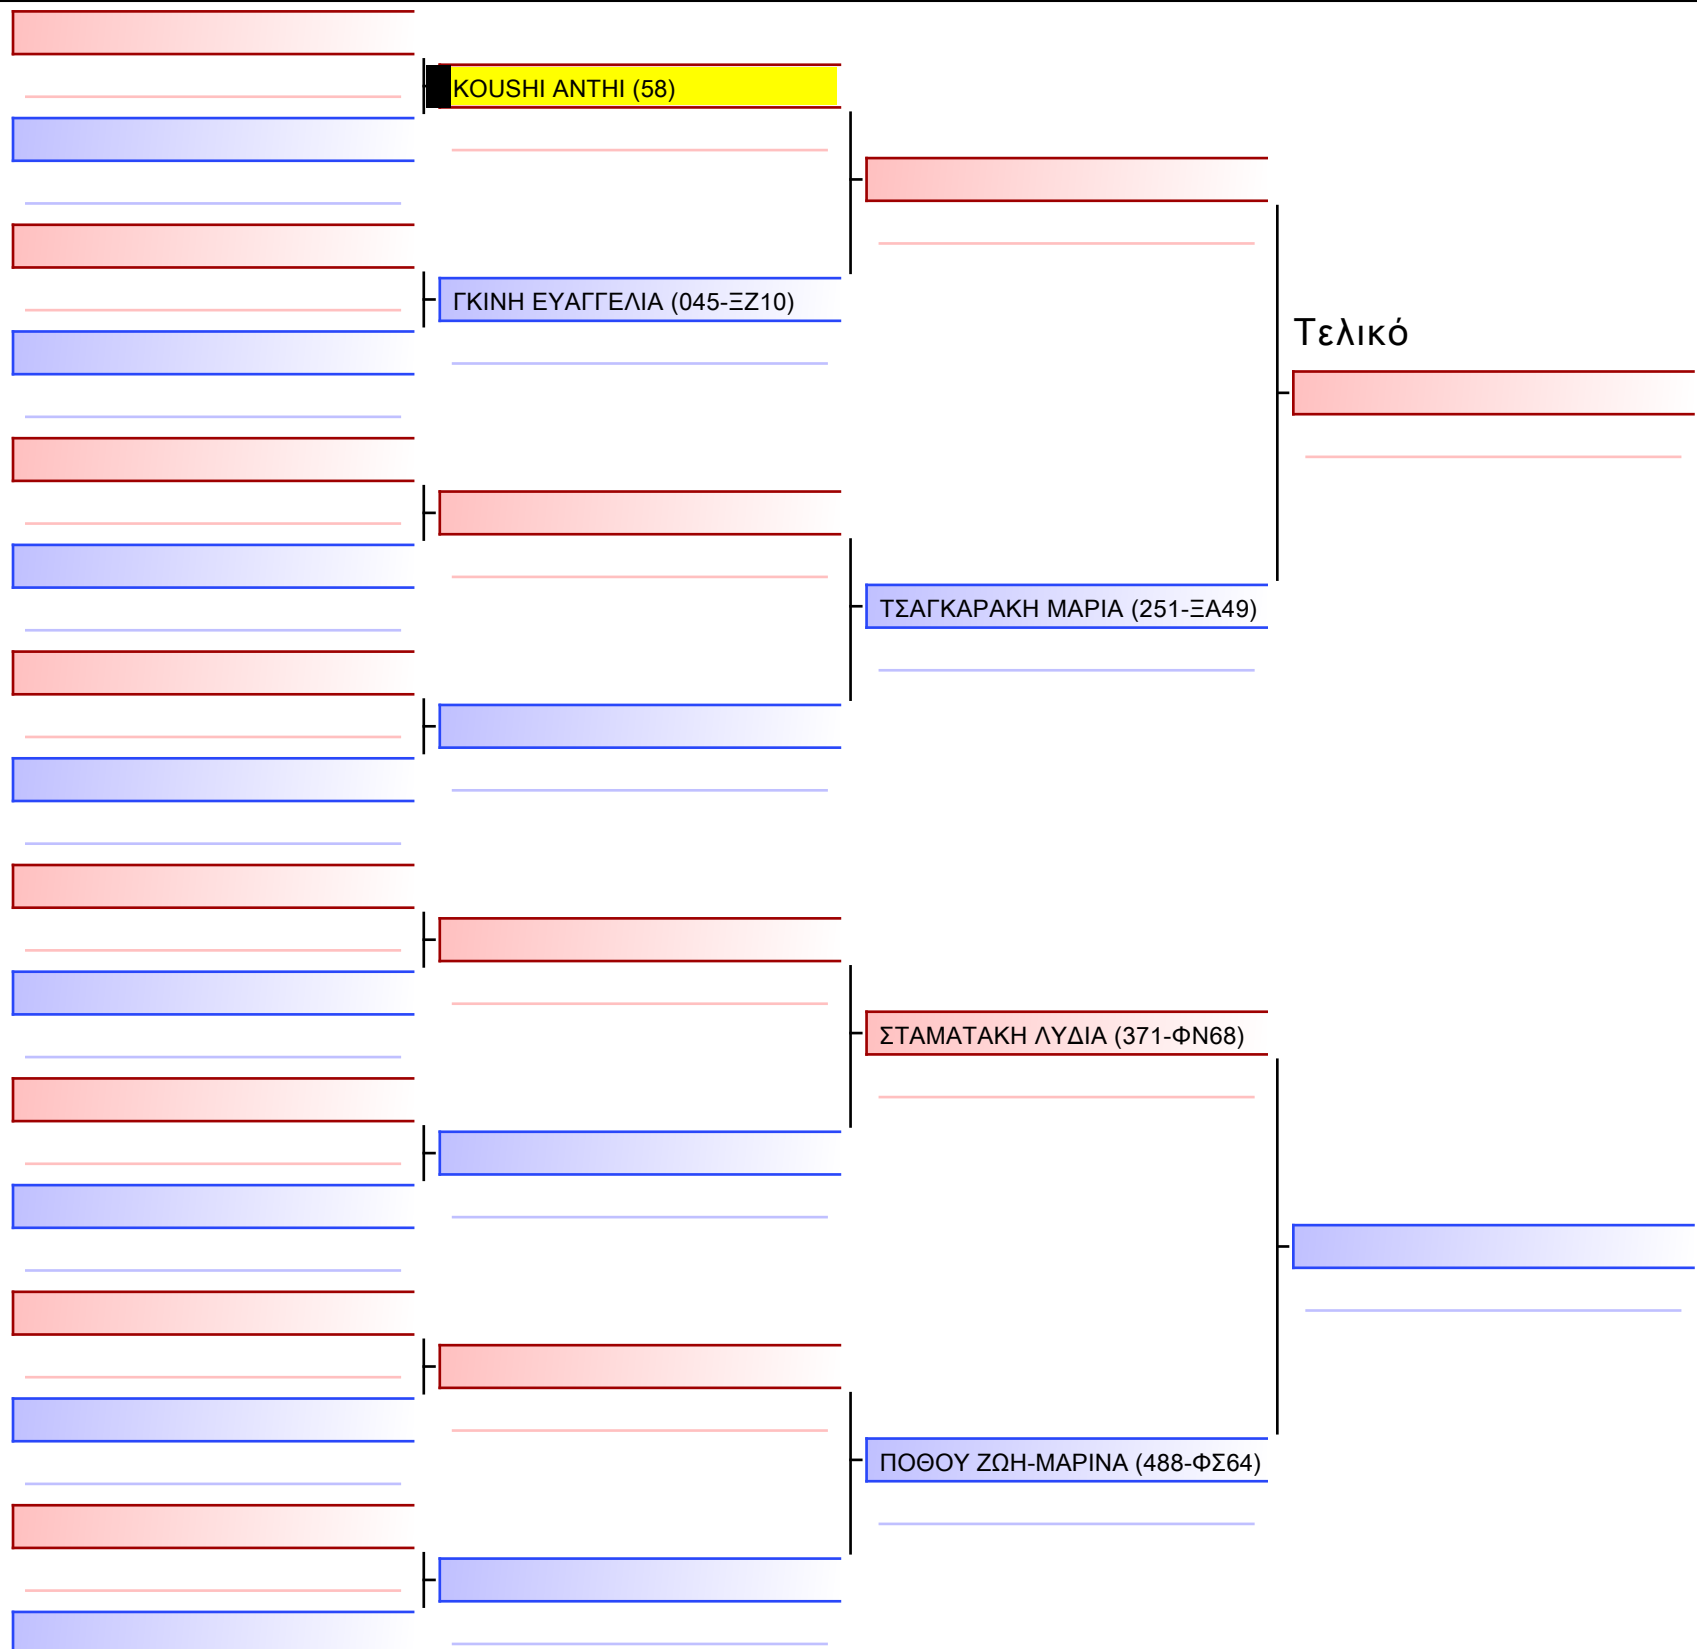 KOUSHI ANTHI (58)
ΓΚΙΝΗ ΕΥΑΓΓΕΛΙΑ (045-ΞΖ10)
Τελικό
ΤΣΑΓΚΑΡΑΚΗ ΜΑΡΙΑ (251-ΞΑ49)
ΣΤΑΜΑΤΑΚΗ ΛΥΔΙΑ (371-ΦΝ68)
ΠΟΘΟΥ ΖΩΗ-ΜΑΡΙΝΑ (488-ΦΣ64)